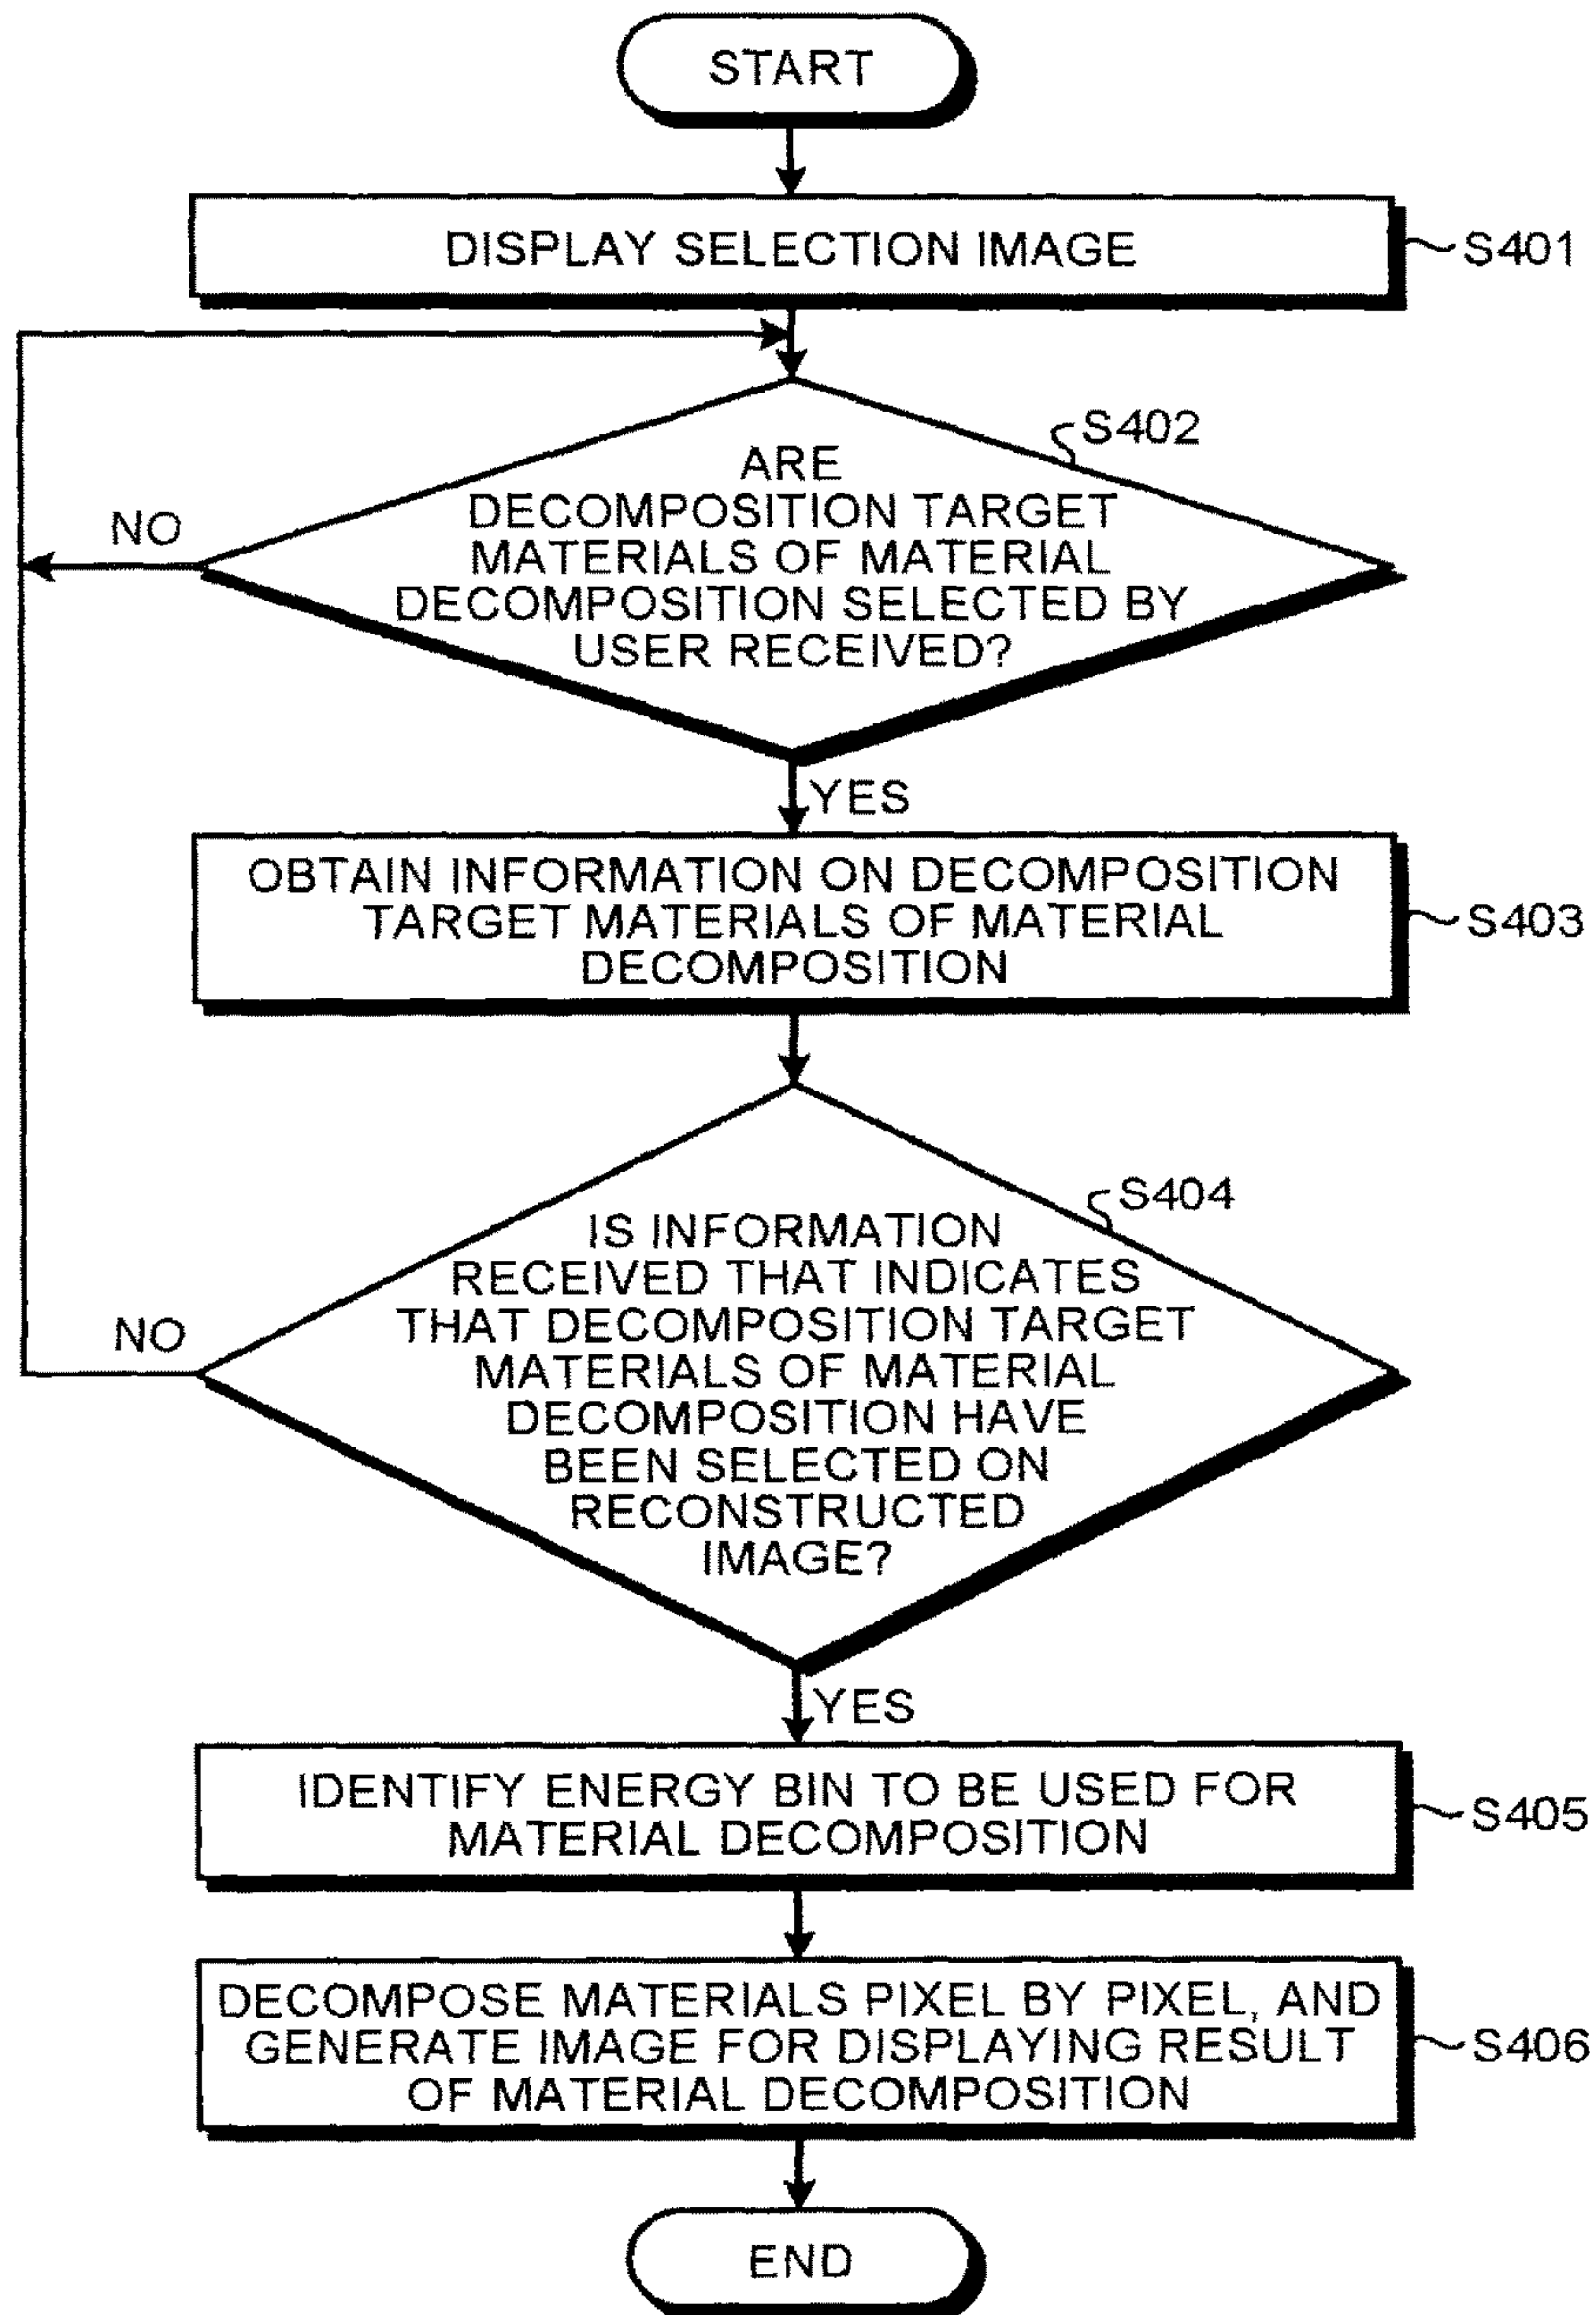 START
DISPLAY SELECTION IMAGE
S401
S402
ARE
DECOMPOSITION TARGET
MATERIALS OF MATERIAL
DECOMPOSITION SELECTED BY
USER RECEIVED?
NO
YES
OBTAIN INFORMATION ON DECOMPOSITION
TARGET MATERIALS OF MATERIAL
DECOMPOSITION
S403
S404
IS INFORMATION
RECEIVED THAT INDICATES
THAT DECOMPOSITION TARGET
MATERIALS OF MATERIAL
DECOMPOSITION HAVE
BEEN SELECTED ON
RECONSTRUCTED
IMAGE?
NO
YES
IDENTIFY ENERGY BIN TO BE USED FOR
MATERIAL DECOMPOSITION
S405
DECOMPOSE MATERIALS PIXEL BY PIXEL, AND
GENERATE IMAGE FOR DISPLAYING RESULT
OF MATERIAL DECOMPOSITION
S406
END